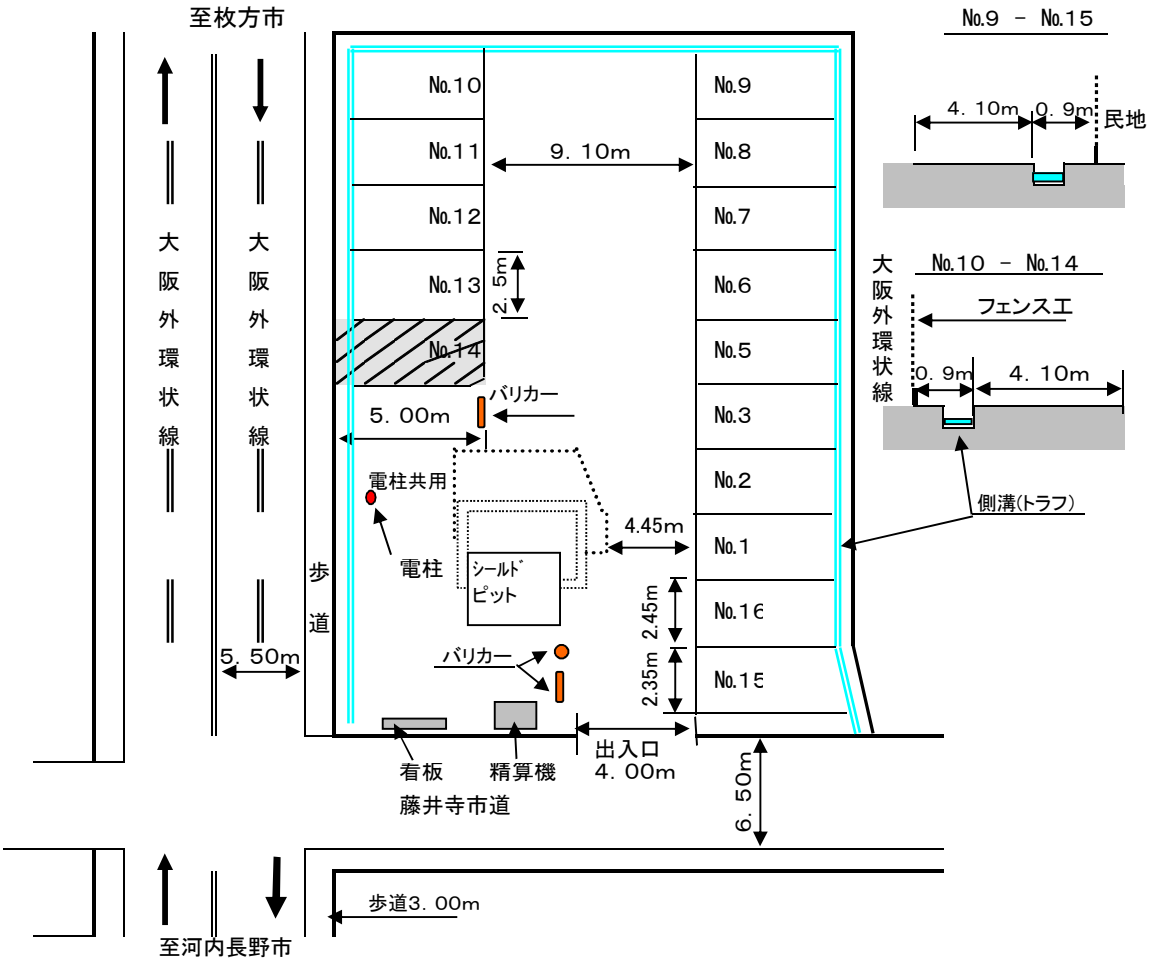 至枚方市
№.9 － №.15
№.10
№.9
4．10m
0．9m
民地
№.11
9．10m
№.8
№.12
№.7
大阪外環状線
大阪外環状線
№.13
2．5m
№.6
大阪外環状線
№.10 － №.14
フェンス工
№.14
№.5
0．9m
4．10m
バリカー
5．00m
№.3
電柱共用
№.2
側溝(トラフ)
4.45m
№.1
電柱
シールド
ピット
歩道
2.45m
№.16
バリカー
5．50m
2.35m
№.15
出入口
4．00m
看板
精算機
藤井寺市道
6．50m
歩道3．00m
至河内長野市